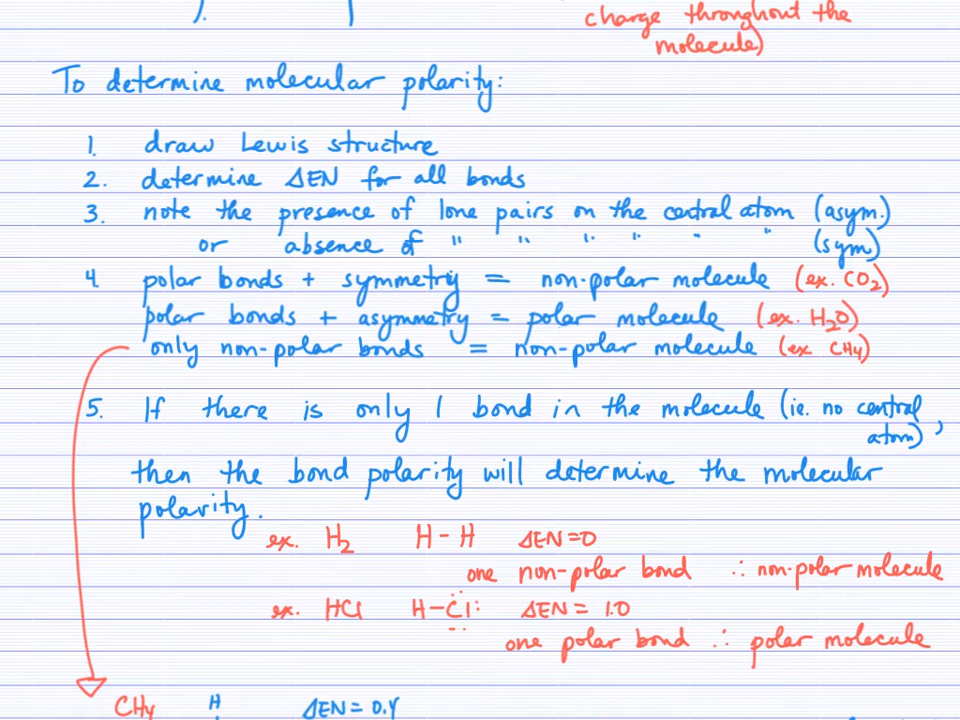 charge throughout the
molecule)
To determine molecular polarity:
1. draw Lewis structure
2. determine ΔEN for all bonds
3. note the presence of lone pairs on the central atom (asym.)
or absence of " " " " " " (sym)
4. polar bonds + symmetry = non-polar molecule (ex. CO₂)
polar bonds + asymmetry = polar molecule (ex. H₂O)
only non-polar bonds = non-polar molecule (ex CH₄)
5. If there is only 1 bond in the molecule (ie. no central
atom),
then the bond polarity will determine the molecular
polarity.
ex. H₂ H-H ΔEN=0
one non-polar bond ∴ non-polar molecule
ex. HCl H-Cl: ΔEN = 1.0
one polar bond ∴ polar molecule
CH₄ H ΔEN = 0.4